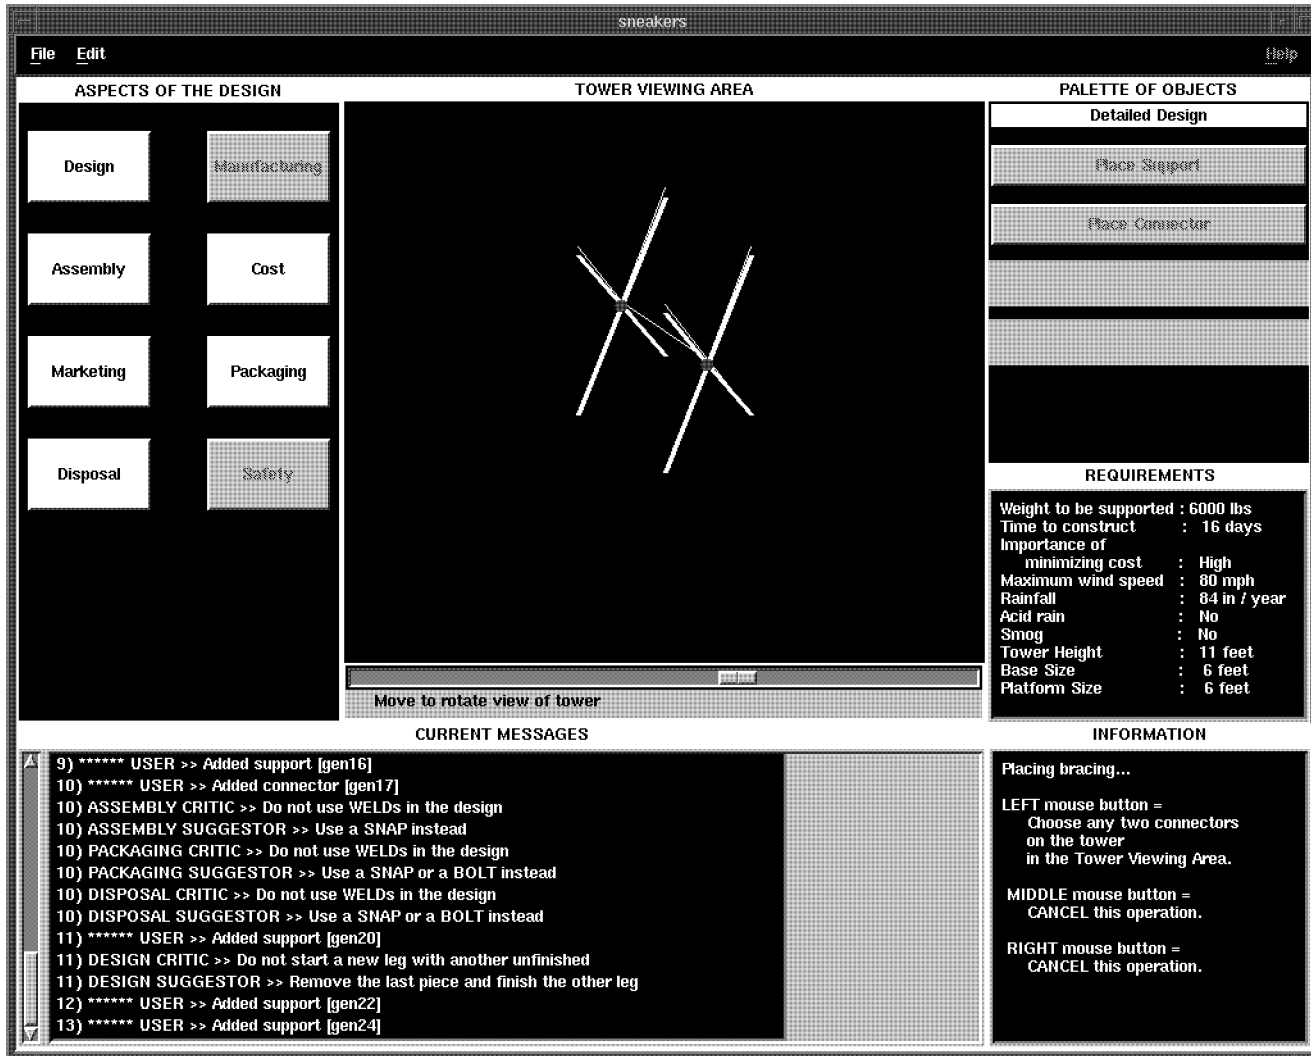 sneakers
File Edit Help
ASPECTS OF THE DESIGN
Design
Manufacturing
Assembly
Cost
Marketing
Packaging
Disposal
Safety
TOWER VIEWING AREA
Move to rotate view of tower
PALETTE OF OBJECTS
Detailed Design
Place Support
Place Connector
REQUIREMENTS
Weight to be supported : 6000 lbs
Time to construct : 16 days
Importance of
minimizing cost : High
Maximum wind speed : 80 mph
Rainfall : 84 in / year
Acid rain : No
Smog : No
Tower Height : 11 feet
Base Size : 6 feet
Platform Size : 6 feet
CURRENT MESSAGES
9) ****** USER >> Added support [gen16]
10) ****** USER >> Added connector [gen17]
10) ASSEMBLY CRITIC >> Do not use WELDs in the design
10) ASSEMBLY SUGGESTOR >> Use a SNAP instead
10) PACKAGING CRITIC >> Do not use WELDs in the design
10) PACKAGING SUGGESTOR >> Use a SNAP or a BOLT instead
10) DISPOSAL CRITIC >> Do not use WELDs in the design
10) DISPOSAL SUGGESTOR >> Use a SNAP or a BOLT instead
11) ****** USER >> Added support [gen20]
11) DESIGN CRITIC >> Do not start a new leg with another unfinished
11) DESIGN SUGGESTOR >> Remove the last piece and finish the other leg
12) ****** USER >> Added support [gen22]
13) ****** USER >> Added support [gen24]
INFORMATION
Placing bracing...
LEFT mouse button =
Choose any two connectors
on the tower
in the Tower Viewing Area.
MIDDLE mouse button =
CANCEL this operation.
RIGHT mouse button =
CANCEL this operation.